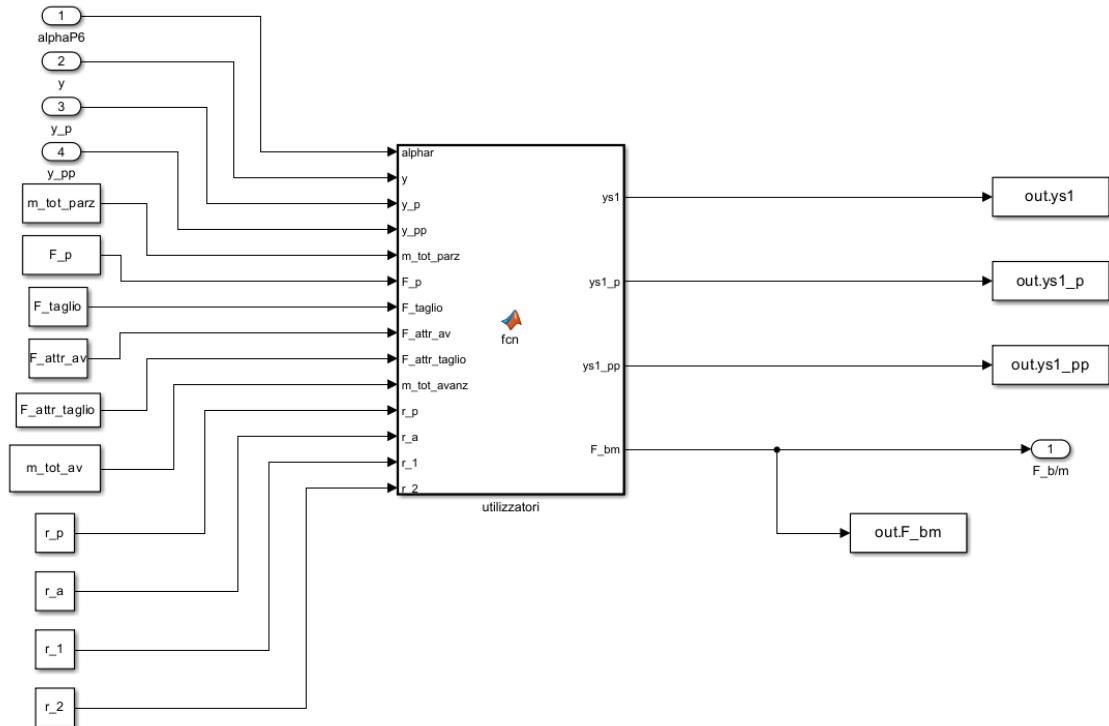 1
alphaP6
2
y
3
y_p
4
y_pp
m_tot_parz
F_p
F_taglio
F_attr_av
F_attr_taglio
m_tot_av
r_p
r_a
r_1
r_2
alphar
y
y_p
y_pp
m_tot_parz
F_p
F_taglio
F_attr_av
F_attr_taglio
m_tot_avanz
r_p
r_a
r_1
r_2
fcn
ys1
ys1_p
ys1_pp
F_bm
utilizzatori
out.ys1
out.ys1_p
out.ys1_pp
1
F_b/m
out.F_bm